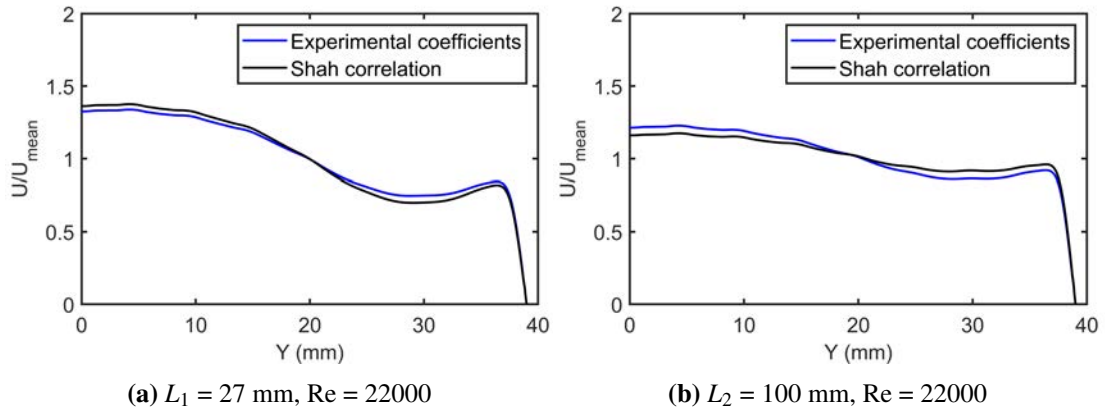 2
1.5
1
0.5
0
U/U_mean
Experimental coefficients
Shah correlation
0 10 20 30 40
Y (mm)
(a) L_1 = 27 mm, Re = 22000
2
1.5
1
0.5
0
U/U_mean
Experimental coefficients
Shah correlation
0 10 20 30 40
Y (mm)
(b) L_2 = 100 mm, Re = 22000